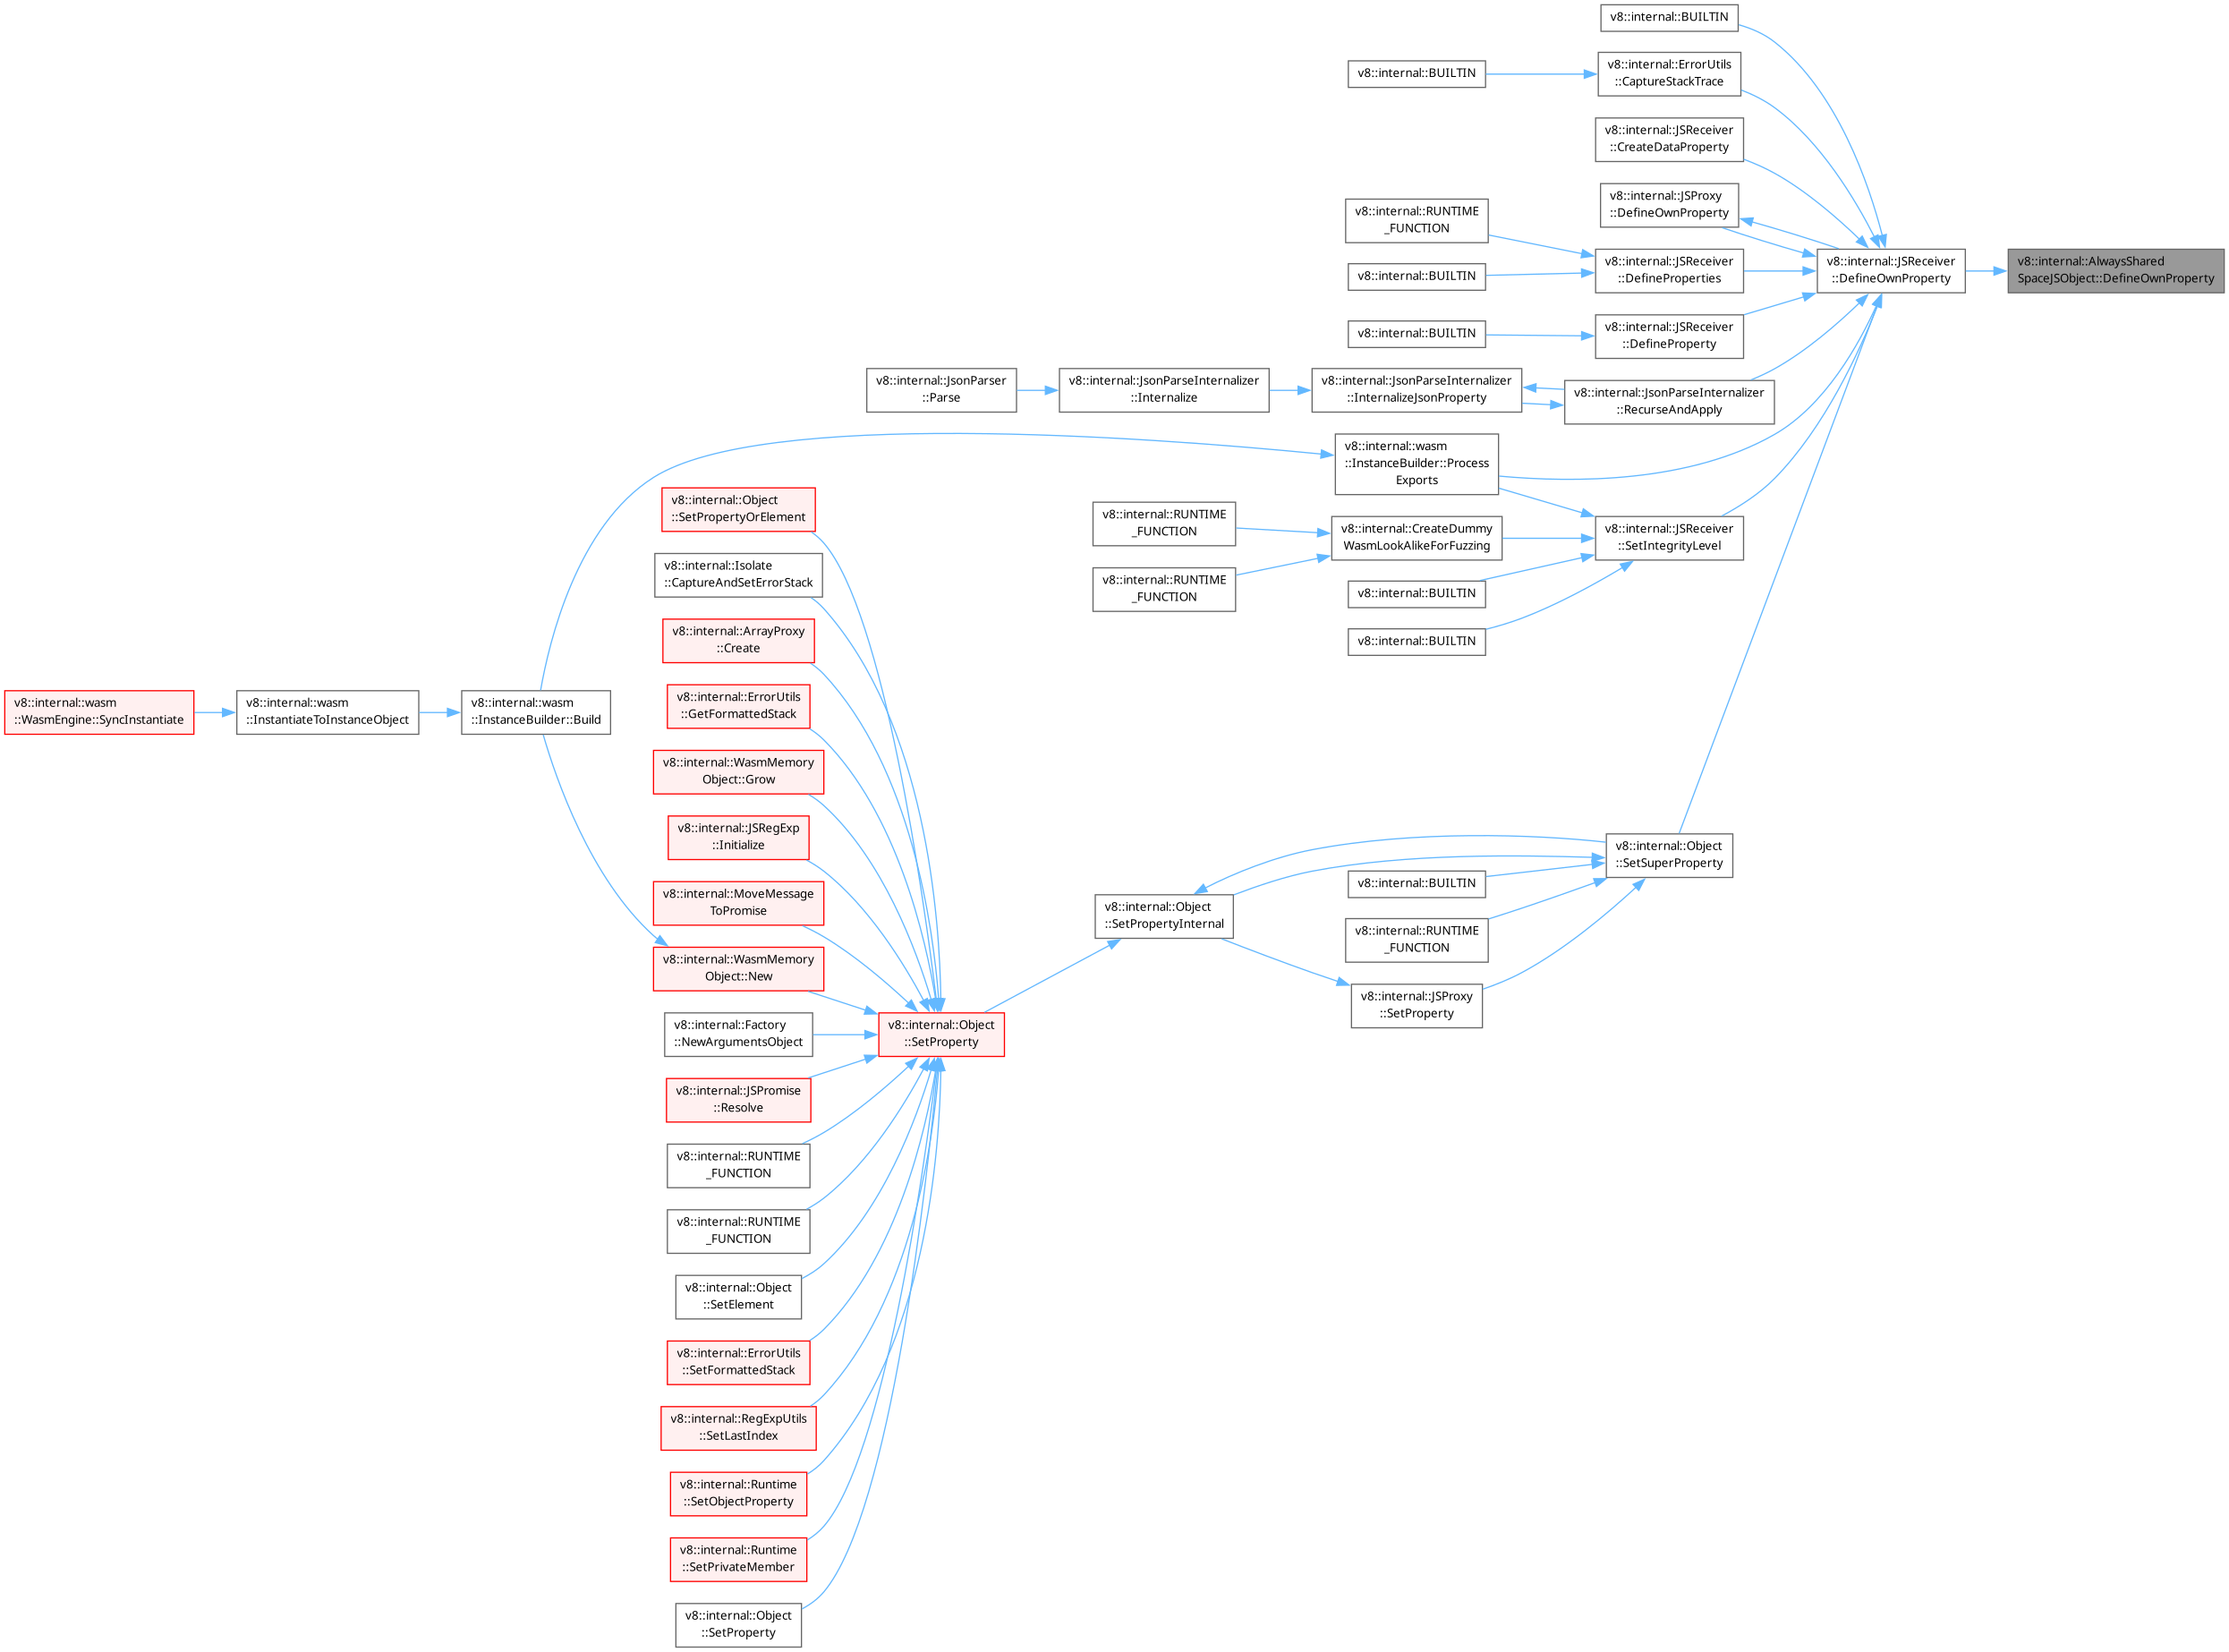 v8::internal::BUILTIN
v8::internal::BUILTIN
v8::internal::ErrorUtils
::CaptureStackTrace
v8::internal::JSReceiver
::CreateDataProperty
v8::internal::JSProxy
::DefineOwnProperty
v8::internal::RUNTIME
_FUNCTION
v8::internal::BUILTIN
v8::internal::JSReceiver
::DefineProperties
v8::internal::JSReceiver
::DefineOwnProperty
v8::internal::AlwaysShared
SpaceJSObject::DefineOwnProperty
v8::internal::BUILTIN
v8::internal::JSReceiver
::DefineProperty
v8::internal::JsonParser
::Parse
v8::internal::JsonParseInternalizer
::Internalize
v8::internal::JsonParseInternalizer
::InternalizeJsonProperty
v8::internal::JsonParseInternalizer
::RecurseAndApply
v8::internal::wasm
::InstanceBuilder::Process
Exports
v8::internal::Object
::SetPropertyOrElement
v8::internal::RUNTIME
_FUNCTION
v8::internal::CreateDummy
WasmLookAlikeForFuzzing
v8::internal::JSReceiver
::SetIntegrityLevel
v8::internal::Isolate
::CaptureAndSetErrorStack
v8::internal::RUNTIME
_FUNCTION
v8::internal::BUILTIN
v8::internal::ArrayProxy
::Create
v8::internal::BUILTIN
v8::internal::wasm
::WasmEngine::SyncInstantiate
v8::internal::wasm
::InstantiateToInstanceObject
v8::internal::wasm
::InstanceBuilder::Build
v8::internal::ErrorUtils
::GetFormattedStack
v8::internal::WasmMemory
Object::Grow
v8::internal::JSRegExp
::Initialize
v8::internal::Object
::SetSuperProperty
v8::internal::MoveMessage
ToPromise
v8::internal::Object
::SetPropertyInternal
v8::internal::BUILTIN
v8::internal::RUNTIME
_FUNCTION
v8::internal::WasmMemory
Object::New
v8::internal::JSProxy
::SetProperty
v8::internal::Factory
::NewArgumentsObject
v8::internal::Object
::SetProperty
v8::internal::JSPromise
::Resolve
v8::internal::RUNTIME
_FUNCTION
v8::internal::RUNTIME
_FUNCTION
v8::internal::Object
::SetElement
v8::internal::ErrorUtils
::SetFormattedStack
v8::internal::RegExpUtils
::SetLastIndex
v8::internal::Runtime
::SetObjectProperty
v8::internal::Runtime
::SetPrivateMember
v8::internal::Object
::SetProperty